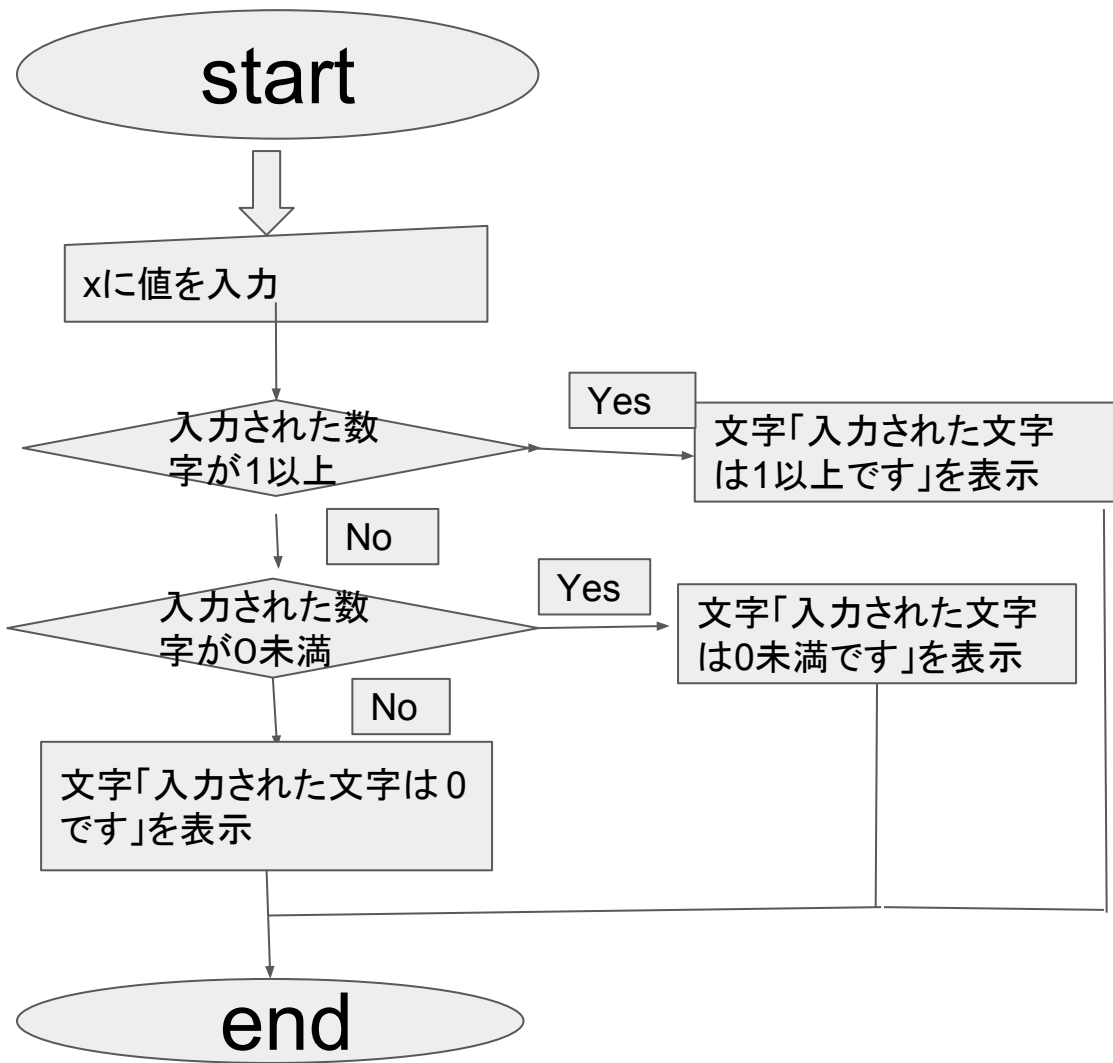 start
xに値を入力
入力された数
字が1以上
Yes
文字「入力された文字
は1以上です」を表示
No
入力された数
字が0未満
Yes
文字「入力された文字
は0未満です」を表示
No
文字「入力された文字は0
です」を表示
end